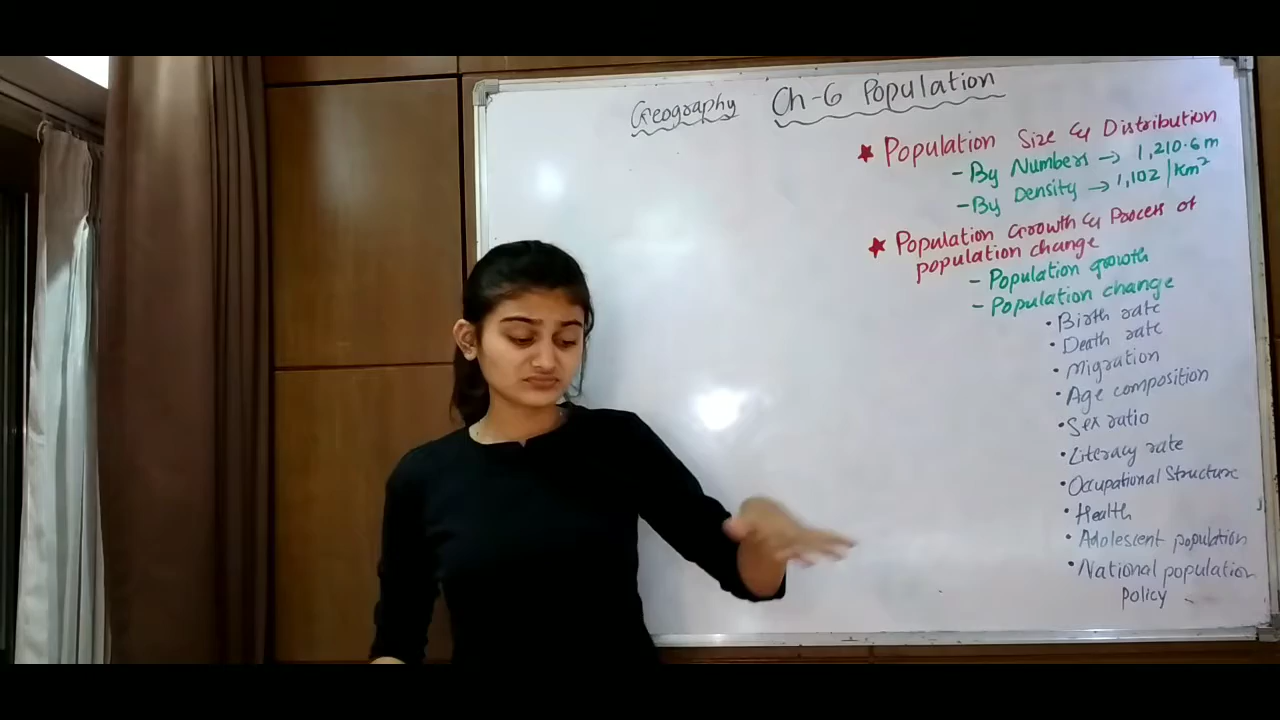 Geography Ch-6 Population
★ Population Size & Distribution
- By Numbers → 1,210.6 m
- By Density → 1,102 / km²
★ Population Growth & Process of
population change
- Population growth
- Population change
• Birth rate
• Death rate
• Migration
• Age composition
• Sex ratio
• Literacy rate
• Occupational Structure
• Health
• Adolescent population
• National population
policy